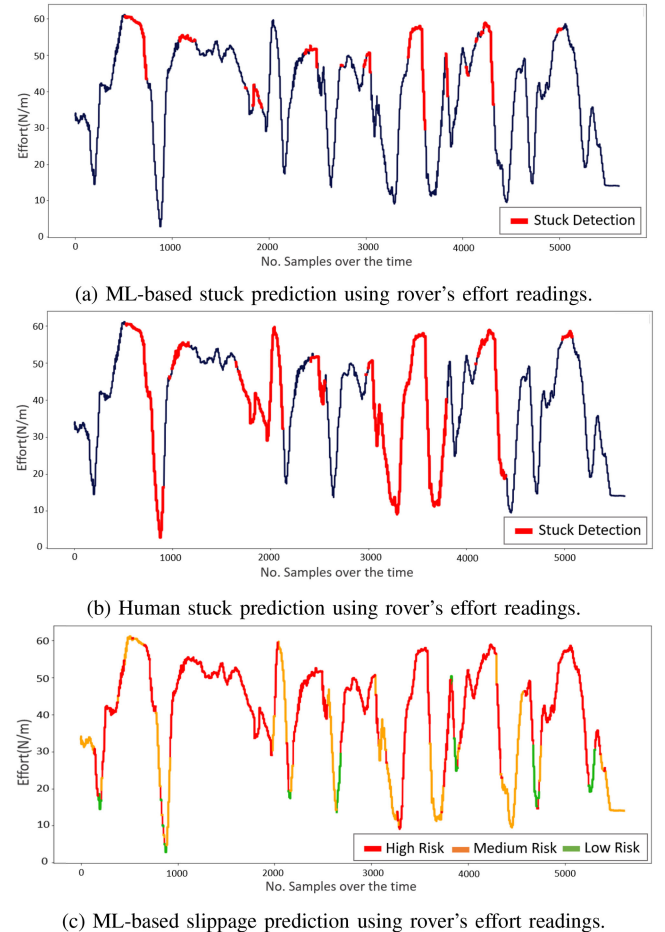 60
50
40
30
20
10
0
Effort(N/m)
0 1000 2000 3000 4000 5000
No. Samples over the time
Stuck Detection
(a) ML-based stuck prediction using rover's effort readings.
60
50
40
30
20
10
0
Effort(N/m)
0 1000 2000 3000 4000 5000
No. Samples over the time
Stuck Detection
(b) Human stuck prediction using rover's effort readings.
60
50
40
30
20
10
0
Effort(N/m)
High Risk Medium Risk Low Risk
0 1000 2000 3000 4000 5000
No. Samples over the time
(c) ML-based slippage prediction using rover's effort readings.